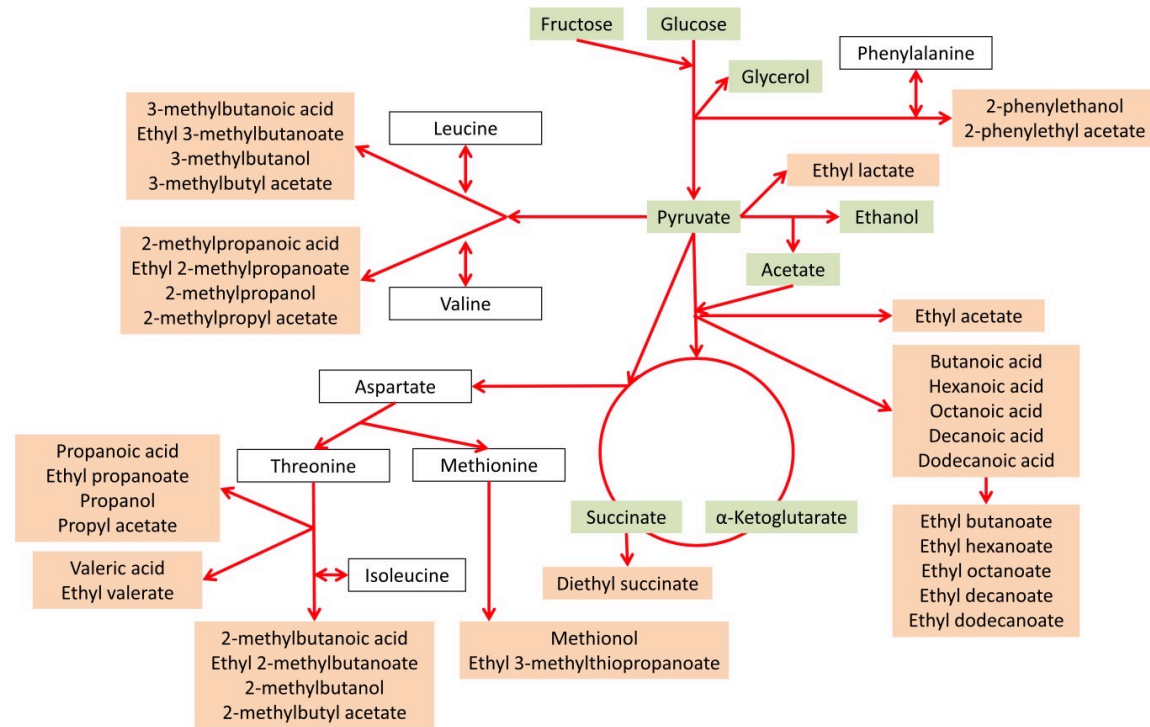 Fructose
Glucose
Phenylalanine
Glycerol
2-phenylethanol
2-phenylethyl acetate
3-methylbutanoic acid
Ethyl 3-methylbutanoate
3-methylbutanol
3-methylbutyl acetate
Leucine
Ethyl lactate
Pyruvate
Ethanol
2-methylpropanoic acid
Ethyl 2-methylpropanoate
2-methylpropanol
2-methylpropyl acetate
Valine
Acetate
Ethyl acetate
Butanoic acid
Hexanoic acid
Octanoic acid
Decanoic acid
Dodecanoic acid
Aspartate
Propanoic acid
Ethyl propanoate
Propanol
Propyl acetate
Threonine
Methionine
Succinate
α-Ketoglutarate
Ethyl butanoate
Ethyl hexanoate
Ethyl octanoate
Ethyl decanoate
Ethyl dodecanoate
Valeric acid
Ethyl valerate
Isoleucine
Diethyl succinate
2-methylbutanoic acid
Ethyl 2-methylbutanoate
2-methylbutanol
2-methylbutyl acetate
Methionol
Ethyl 3-methylthiopropanoate